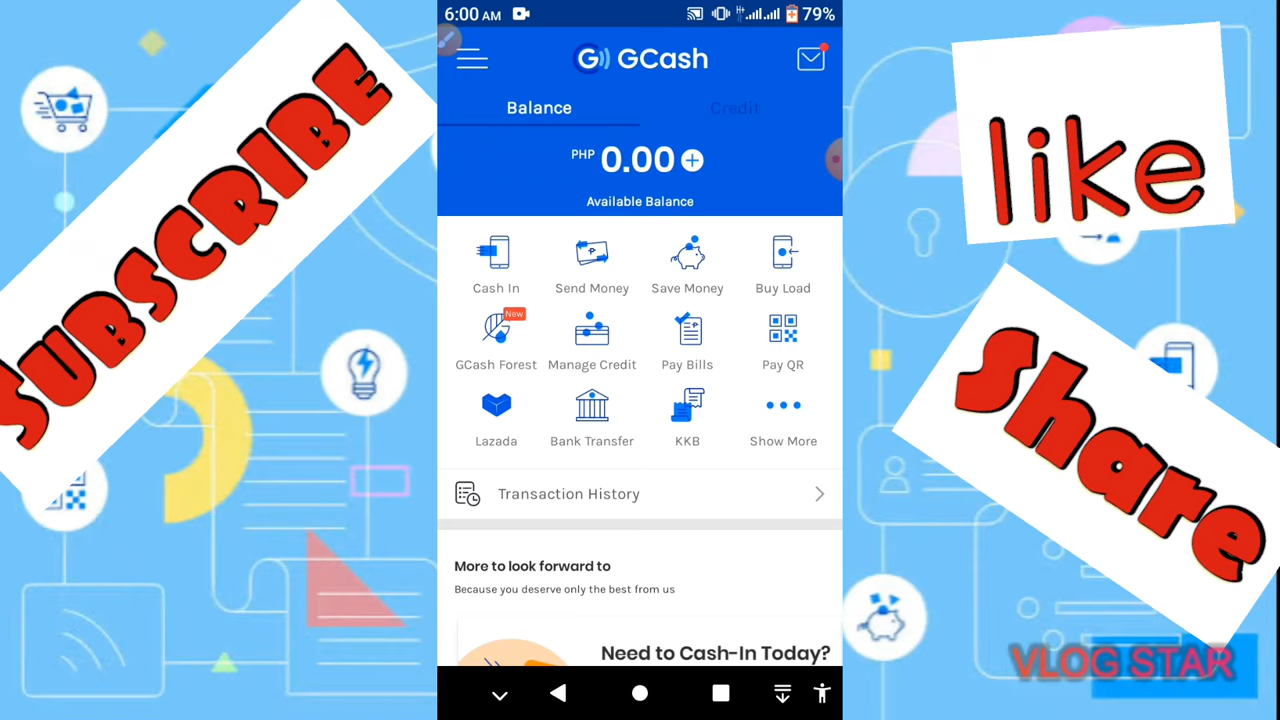 SUBSCRIBE
6:00 AM
79%
GCash
Balance
Credit
PHP 0.00
Available Balance
Cash In
Send Money
Save Money
Buy Load
New
GCash Forest
Manage Credit
Pay Bills
Pay QR
Lazada
Bank Transfer
KKB
Show More
Transaction History
More to look forward to
Because you deserve only the best from us
Need to Cash-In Today?
like
Share
VLOG STAR